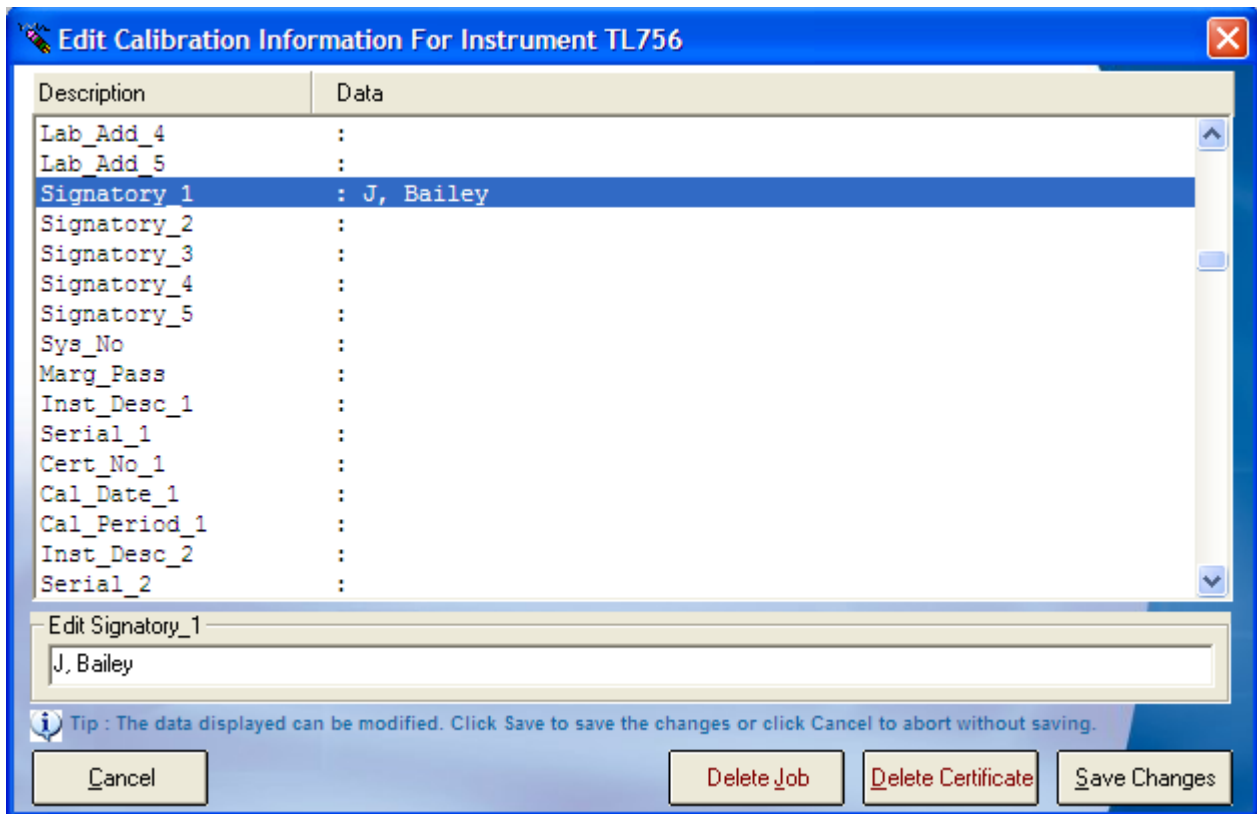 Edit Calibration Information For Instrument TL756
Description Data
Lab_Add_4 :
Lab_Add_5 :
Signatory_1 : J, Bailey
Signatory_2 :
Signatory_3 :
Signatory_4 :
Signatory_5 :
Sys_No :
Marg_Pass :
Inst_Desc_1 :
Serial_1 :
Cert_No_1 :
Cal_Date_1 :
Cal_Period_1 :
Inst_Desc_2 :
Serial_2 :
Edit Signatory_1
J, Bailey
Tip : The data displayed can be modified. Click Save to save the changes or click Cancel to abort without saving.
Cancel Delete Job Delete Certificate Save Changes